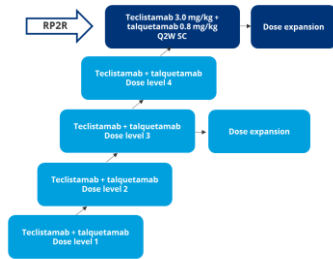 RP2R
Teclistamab 3.0 mg/kg +
talquetamab 0.8 mg/kg
Q2W SC
Dose expansion
Teclistamab + talquetamab
Dose level 4
Teclistamab + talquetamab
Dose level 3
Dose expansion
Teclistamab + talquetamab
Dose level 2
Teclistamab + talquetamab
Dose level 1